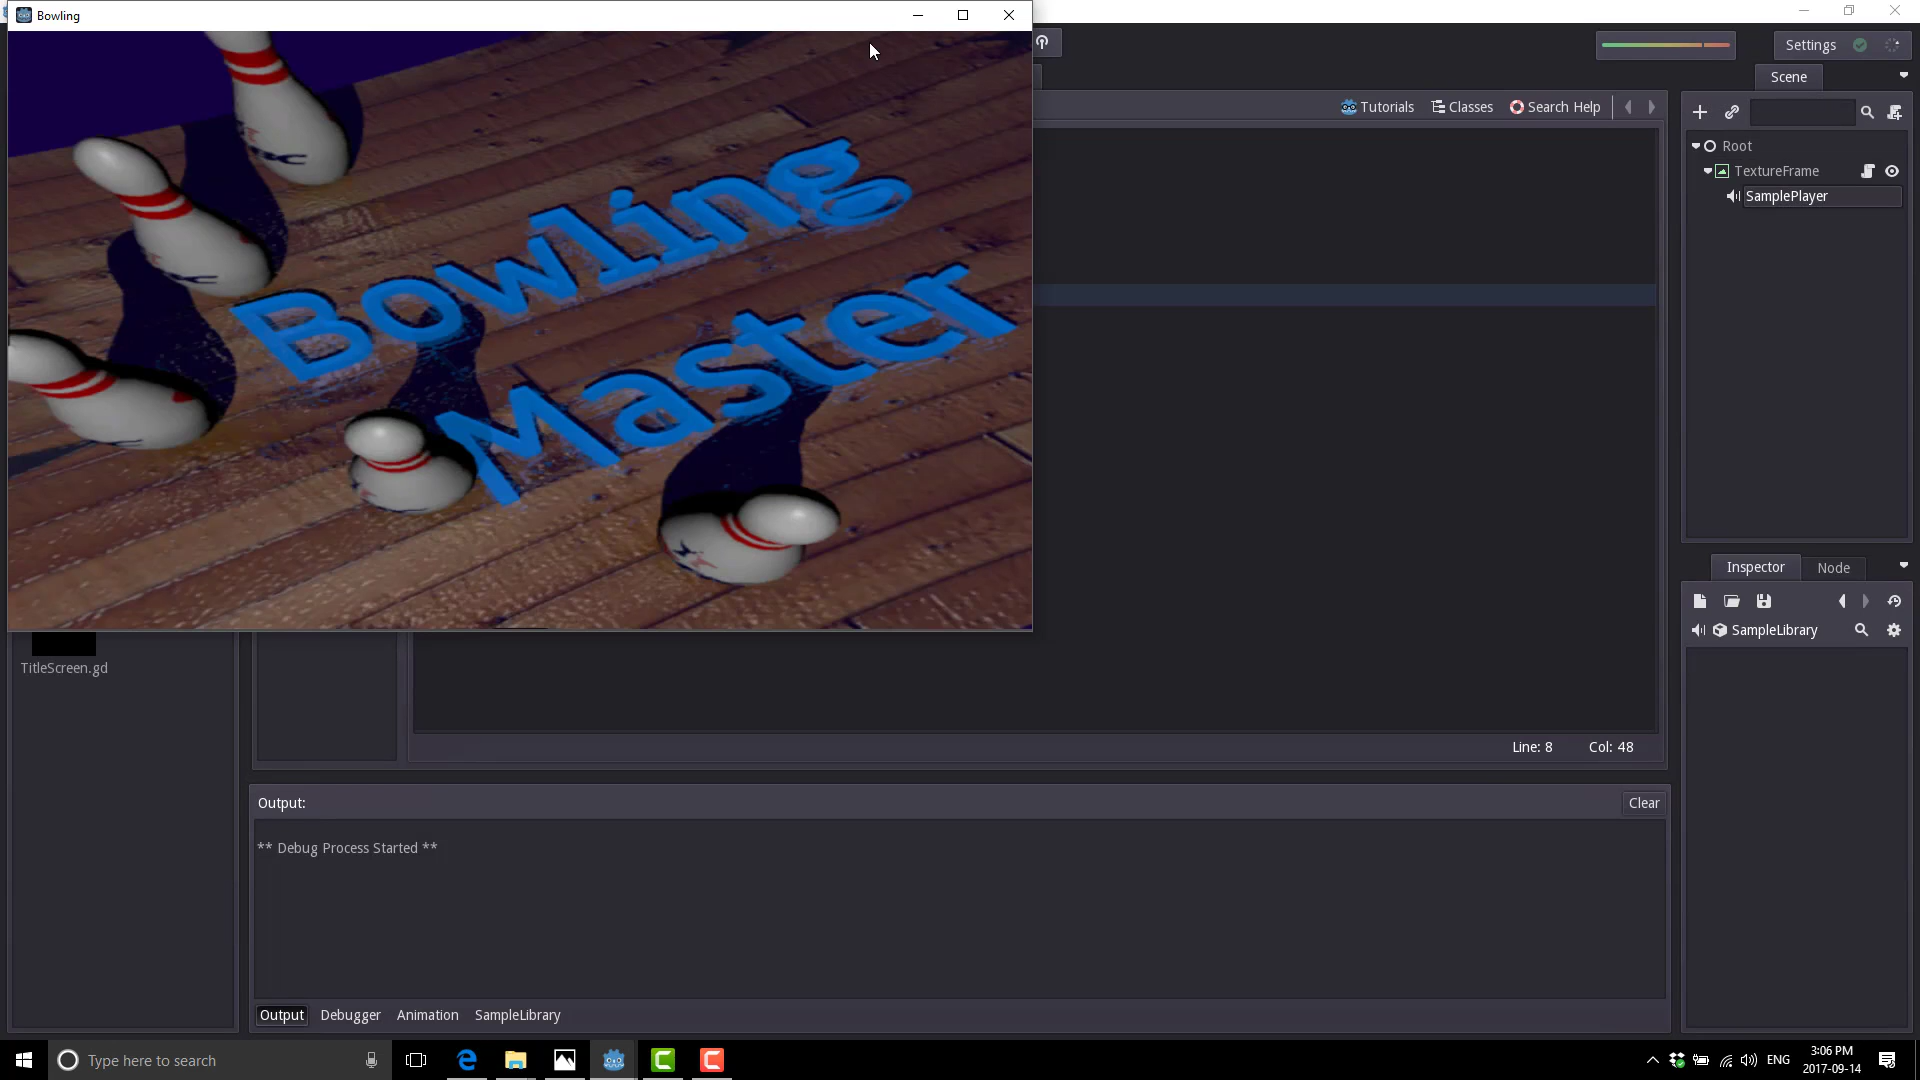 Bowling
Bowling
Master
Settings
Scene
Tutorials
Classes
Search Help
Root
TextureFrame
SamplePlayer
Inspector
Node
SampleLibrary
TitleScreen.gd
Line: 8
Col: 48
Output:
Clear
** Debug Process Started **
Output
Debugger
Animation
SampleLibrary
Type here to search
ENG
3:06 PM
2017-09-14